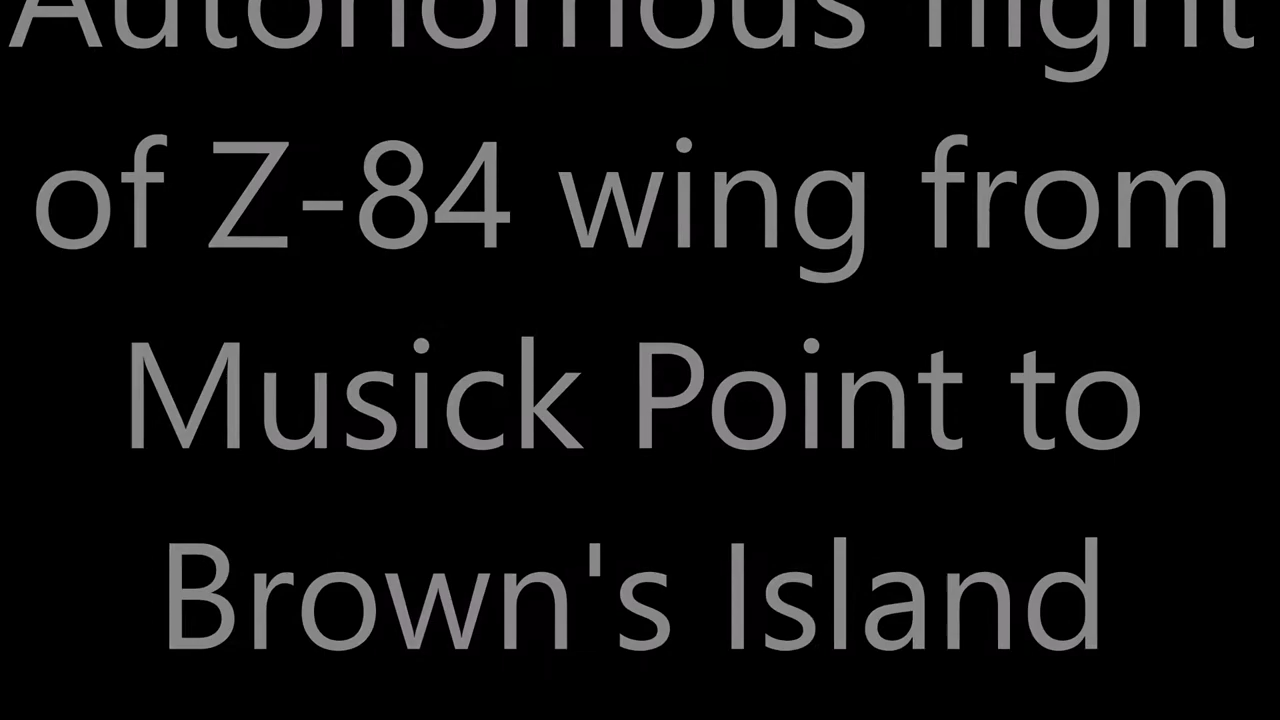 Autonomous flight
of Z-84 wing from
Musick Point to
Brown's Island